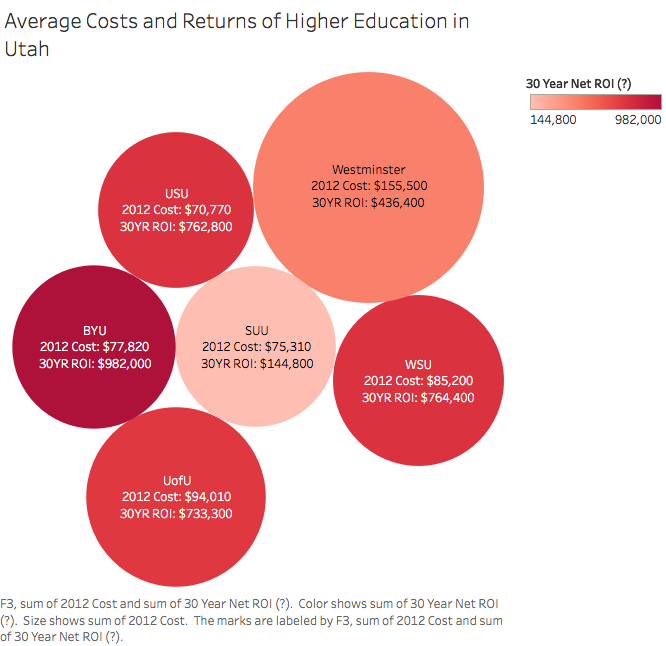 Average Costs and Returns of Higher Education in
Utah
30 Year Net ROI (?)
144,800 982,000
Westminster
2012 Cost: $155,500
30YR ROI: $436,400
USU
2012 Cost: $70,770
30YR ROI: $762,800
BYU
2012 Cost: $77,820
30YR ROI: $982,000
SUU
2012 Cost: $75,310
30YR ROI: $144,800
WSU
2012 Cost: $85,200
30YR ROI: $764,400
UofU
2012 Cost: $94,010
30YR ROI: $733,300
F3, sum of 2012 Cost and sum of 30 Year Net ROI (?). Color shows sum of 30 Year Net ROI
(?). Size shows sum of 2012 Cost. The marks are labeled by F3, sum of 2012 Cost and sum
of 30 Year Net ROI (?).